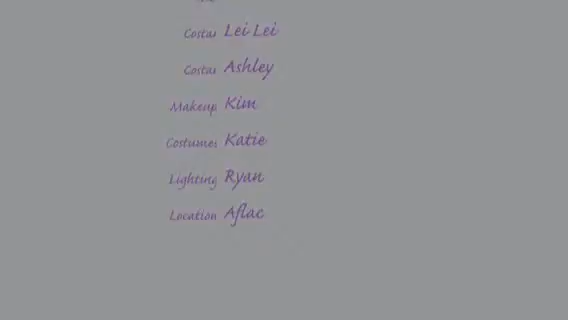 Costar Lei Lei
Costar Ashley
Makeup Kim
Costumes Katie
Lighting Ryan
Location Aflac